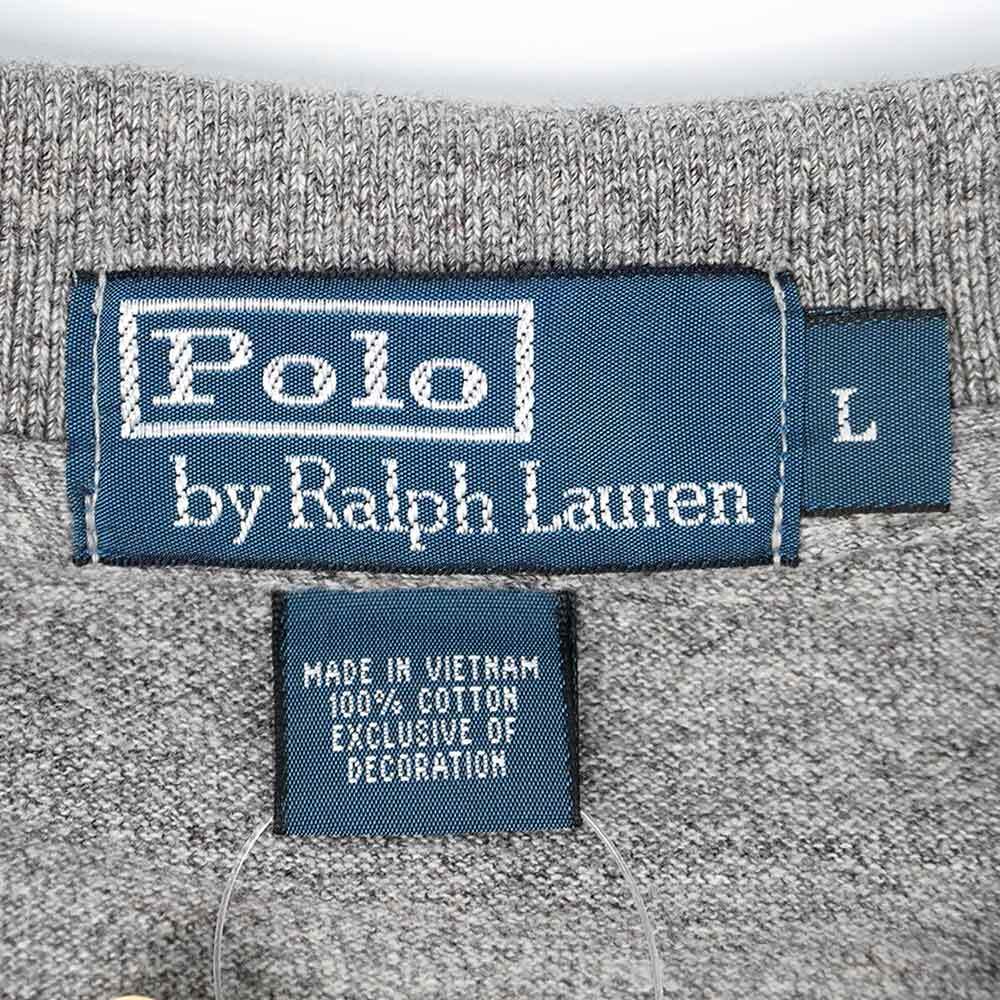 Polo
by Ralph Lauren
L
MADE IN VIETNAM
100% COTTON
EXCLUSIVE OF
DECORATION